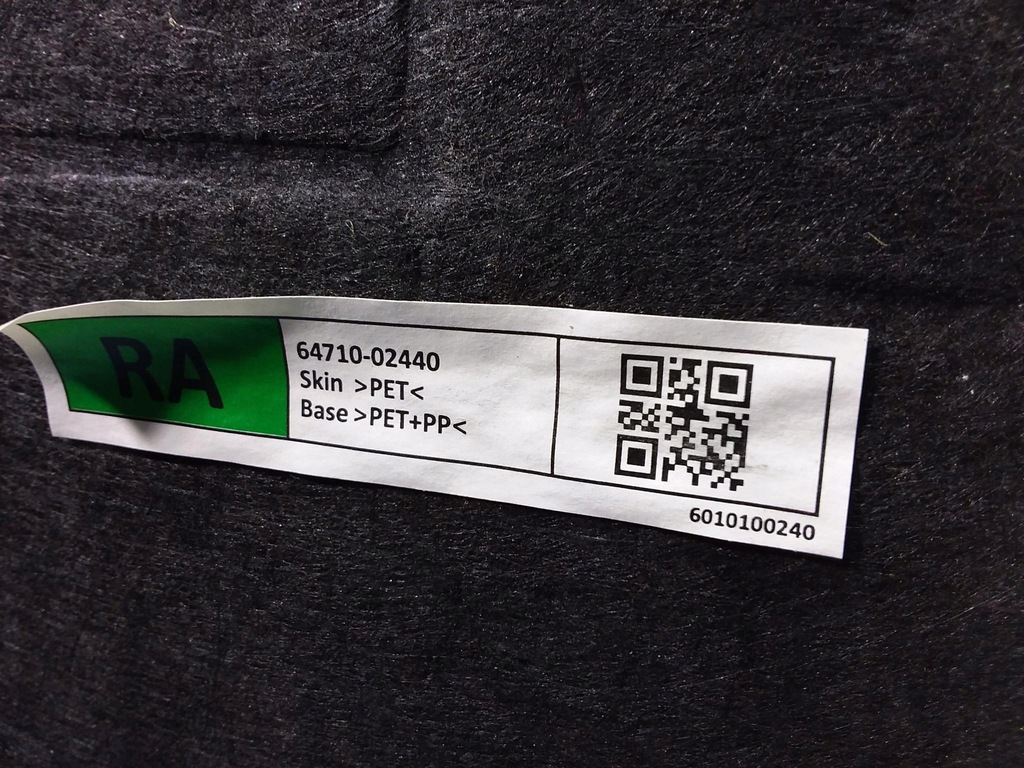 RA
64710-02440
Skin >PET<
Base >PET+PP<
6010100240